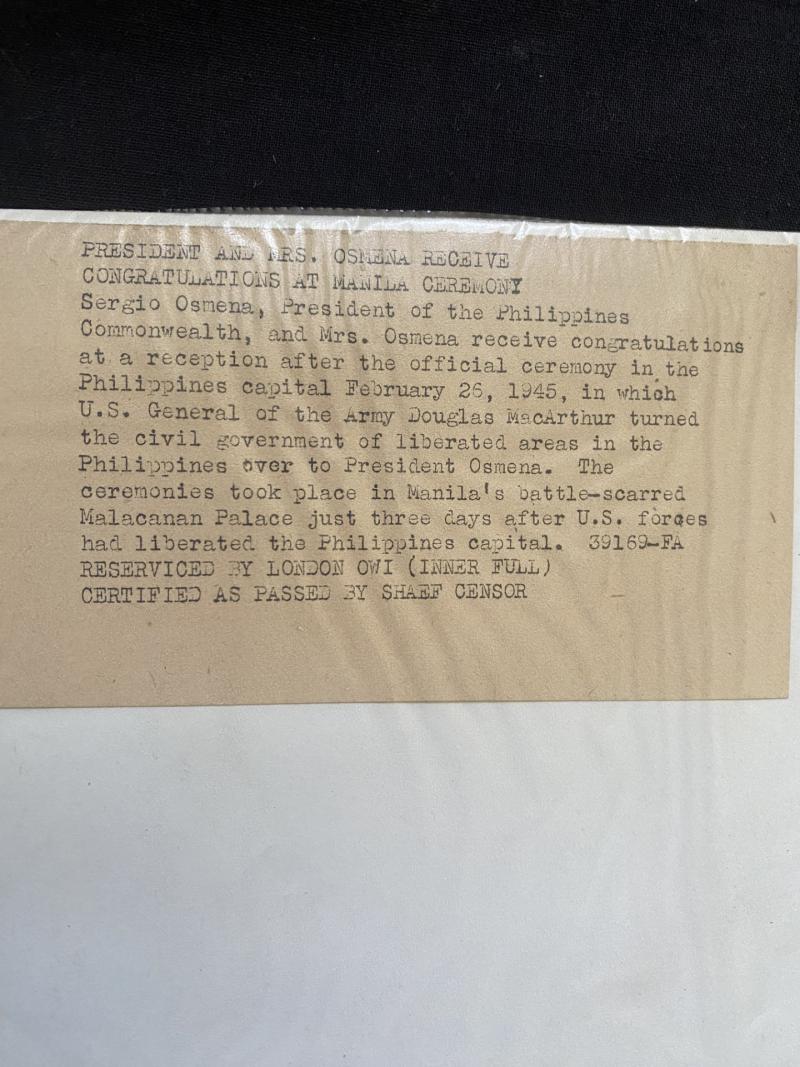 PRESIDENT AND MRS. OSMENA RECEIVE
CONGRATULATIONS AT MANILA CEREMONY
Sergio Osmena, President of the Philippines
Commonwealth, and Mrs. Osmena receive congratulations
at a reception after the official ceremony in the
Philippines capital February 26, 1945, in which
U.S. General of the Army Douglas MacArthur turned
the civil government of liberated areas in the
Philippines over to President Osmena. The
ceremonies took place in Manila's battle-scarred
Malacanan Palace just three days after U.S. forces
had liberated the Philippines capital. 39169-FA
RESERVICED BY LONDON OWI (INNER FULL)
CERTIFIED AS PASSED BY SHAEF CENSOR